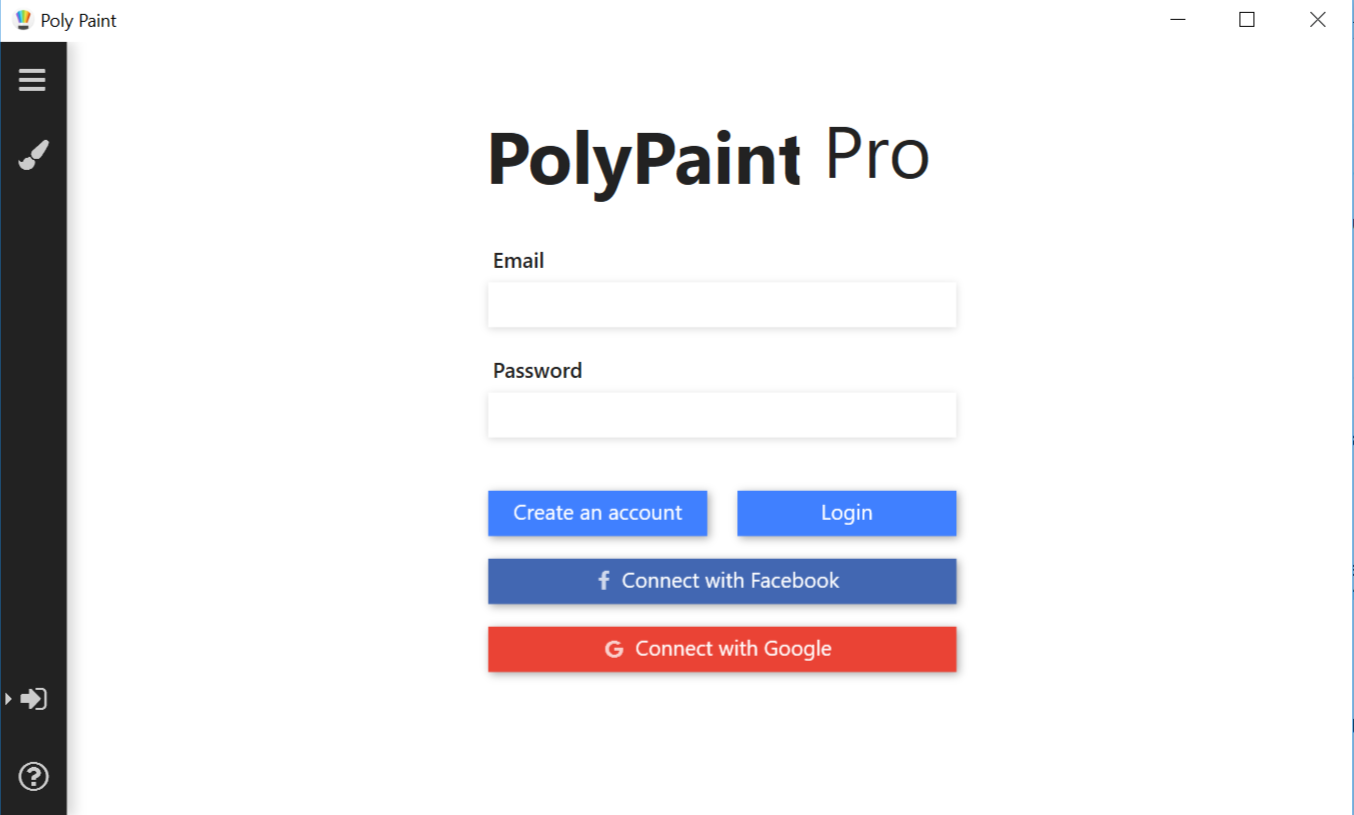 Poly Paint
PolyPaint Pro
Email
Password
Create an account
Login
Connect with Facebook
Connect with Google